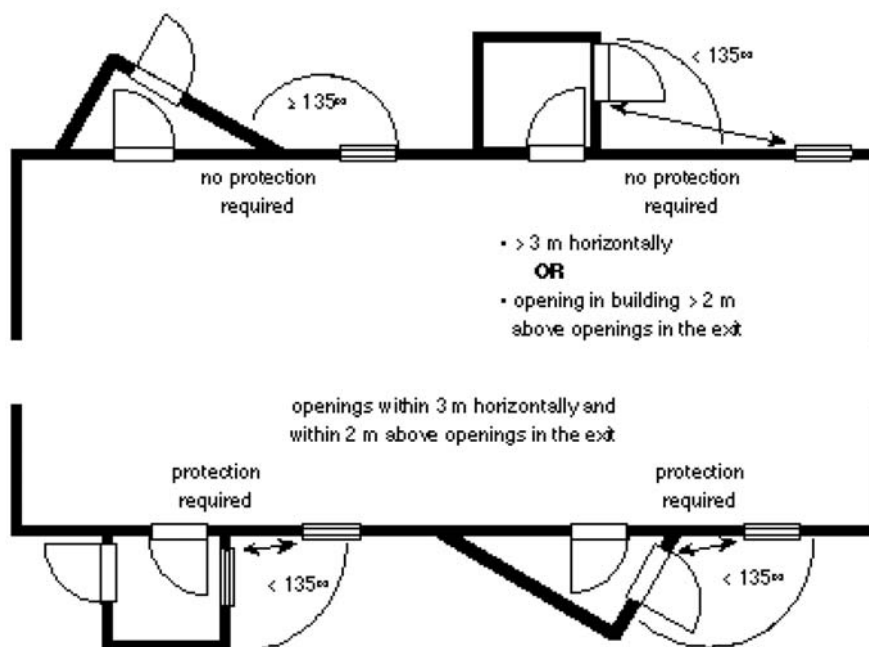 < 135∞
≥ 135∞
no protection
required
no protection
required
• > 3 m horizontally
OR
• opening in building > 2 m
above openings in the exit
openings within 3 m horizontally and
within 2 m above openings in the exit
protection
required
protection
required
< 135∞
< 135∞